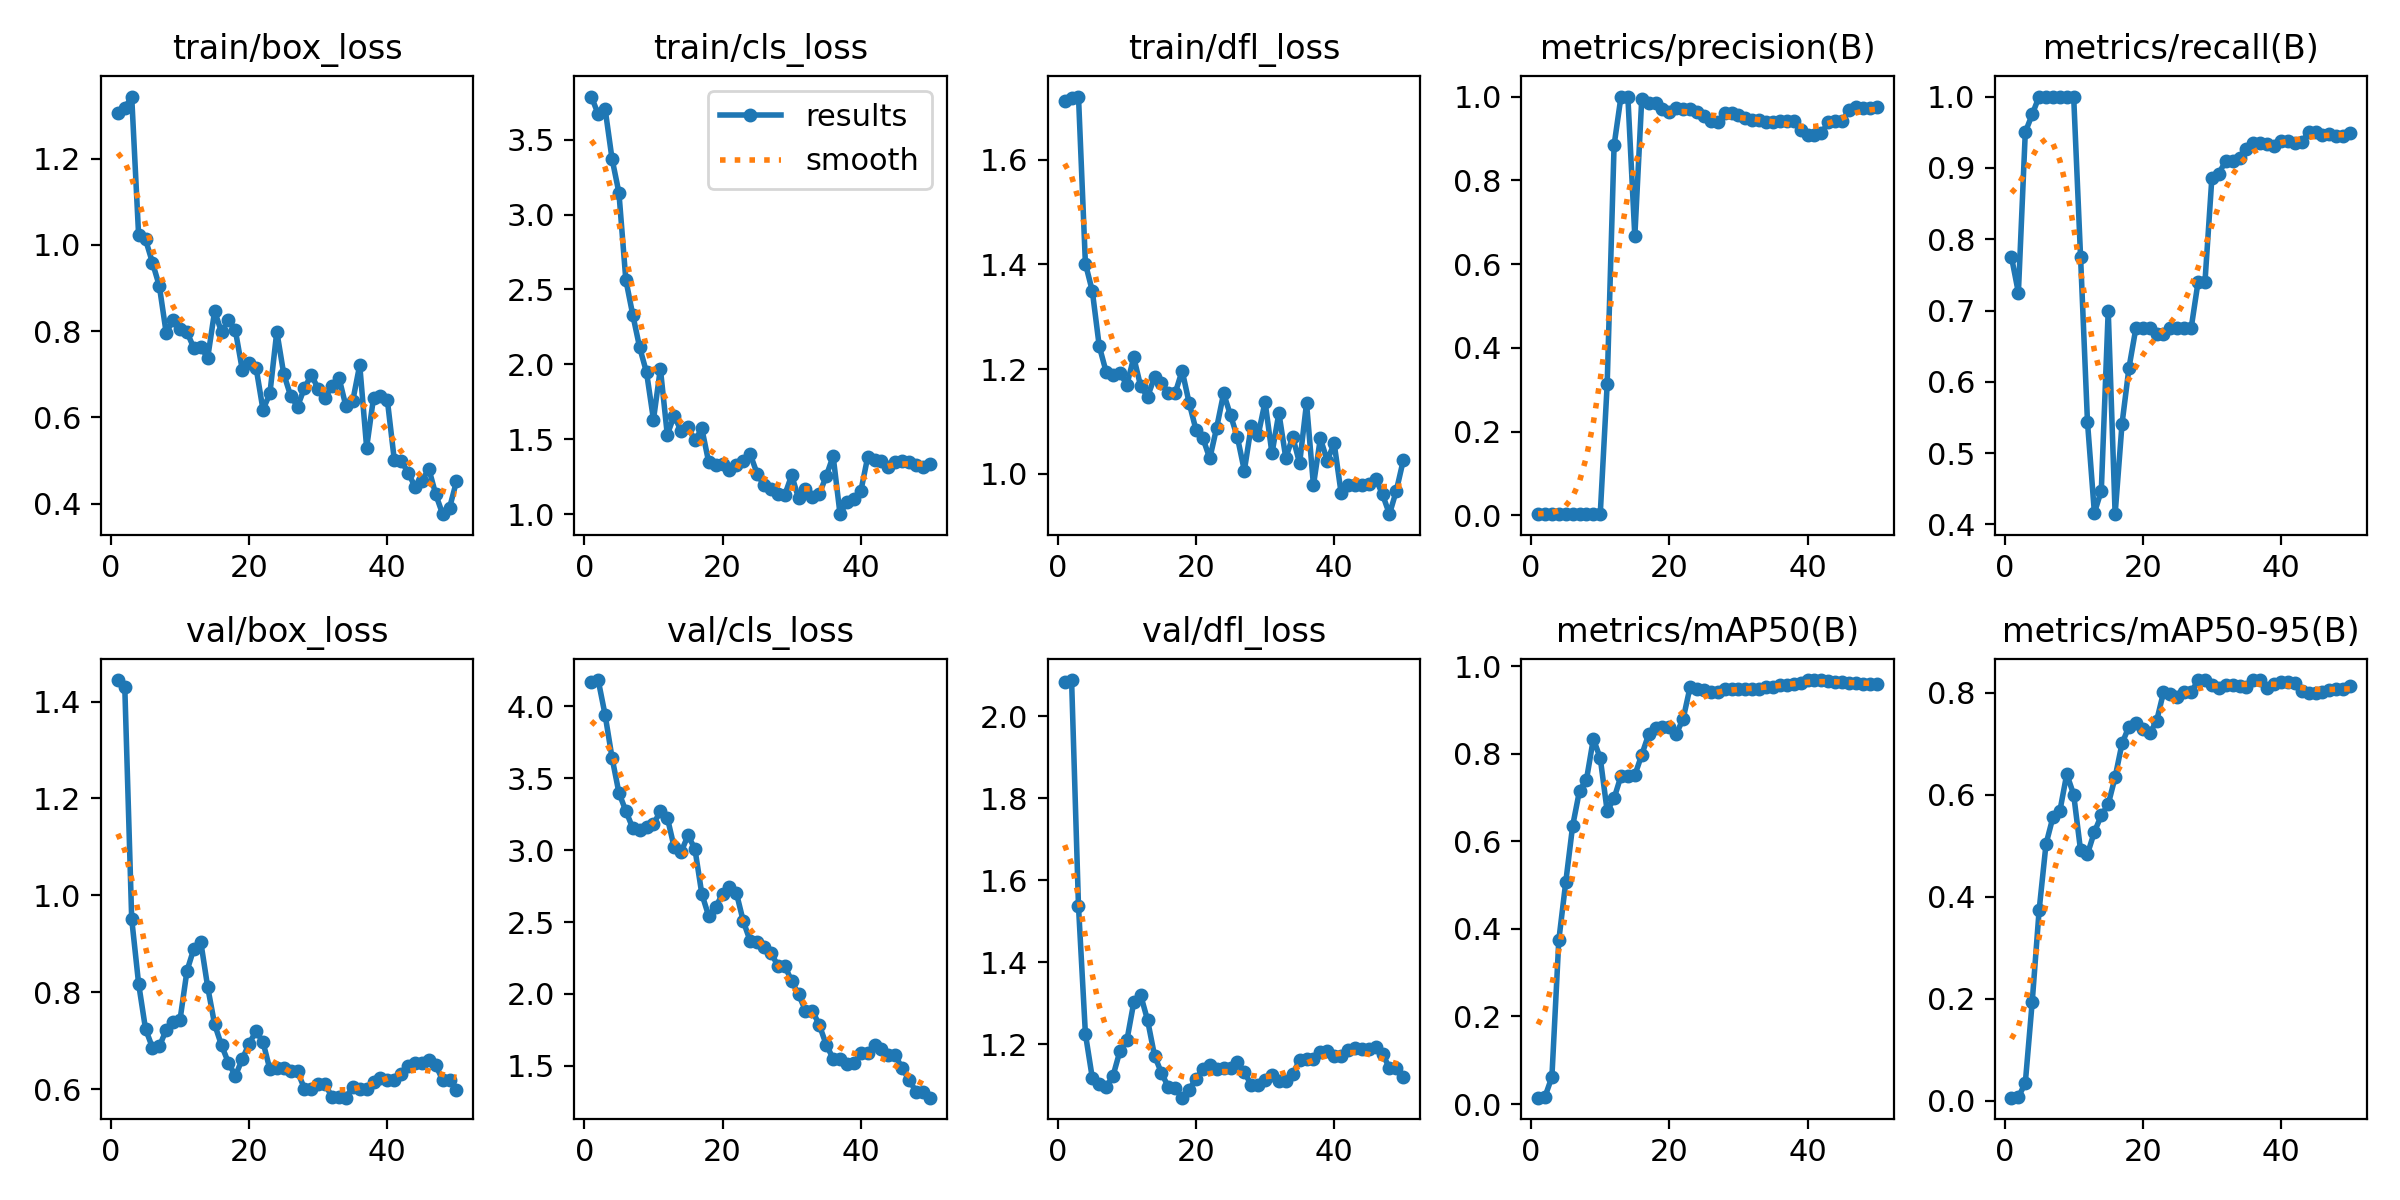 train/box_loss
1.2
1.0
0.8
0.6
0.4
0 20 40
train/cls_loss
results
smooth
3.5
3.0
2.5
2.0
1.5
1.0
0 20 40
train/dfl_loss
1.6
1.4
1.2
1.0
0 20 40
metrics/precision(B)
1.0
0.8
0.6
0.4
0.2
0.0
0 20 40
metrics/recall(B)
1.0
0.9
0.8
0.7
0.6
0.5
0.4
0 20 40
val/box_loss
1.4
1.2
1.0
0.8
0.6
0 20 40
val/cls_loss
4.0
3.5
3.0
2.5
2.0
1.5
0 20 40
val/dfl_loss
2.0
1.8
1.6
1.4
1.2
0 20 40
metrics/mAP50(B)
1.0
0.8
0.6
0.4
0.2
0.0
0 20 40
metrics/mAP50-95(B)
0.8
0.6
0.4
0.2
0.0
0 20 40